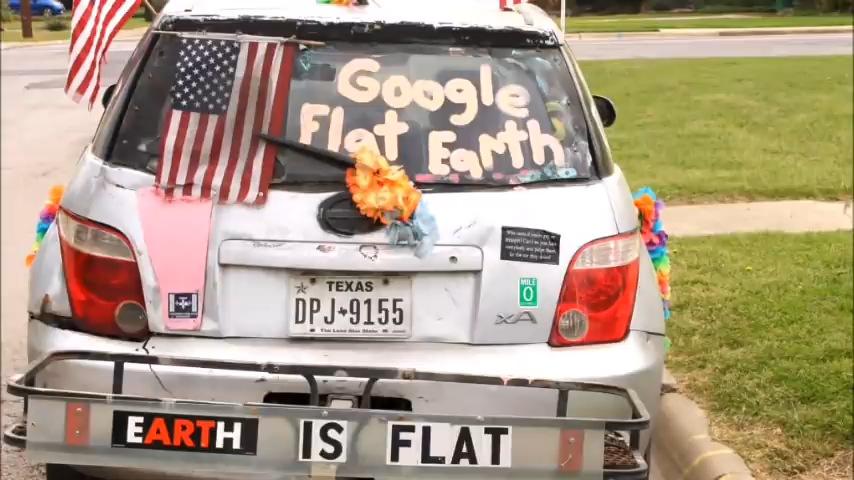 Google
Flat Earth
TEXAS
DPJ 9155
The Lone Star State
MILE
0
xA
EARTH IS FLAT